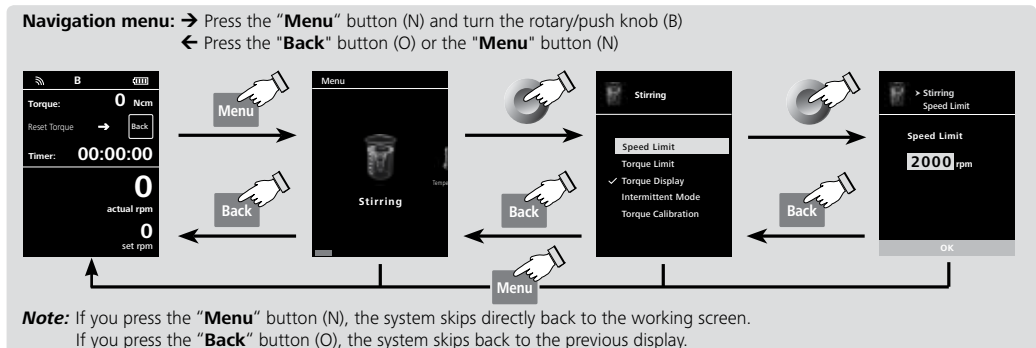 Navigation menu: → Press the “Menu” button (N) and turn the rotary/push knob (B)
← Press the "Back" button (O) or the "Menu" button (N)
B
Torque: 0 Ncm
Reset Torque → Back
Timer: 00:00:00
0
actual rpm
0
set rpm
Menu
Back
Menu
Stirring
Back
Stirring
Speed Limit
Torque Limit
✓ Torque Display
Intermittent Mode
Torque Calibration
Back
> Stirring
Speed Limit
Speed Limit
2000 rpm
OK
Menu
Note: If you press the “Menu” button (N), the system skips directly back to the working screen.
If you press the “Back” button (O), the system skips back to the previous display.